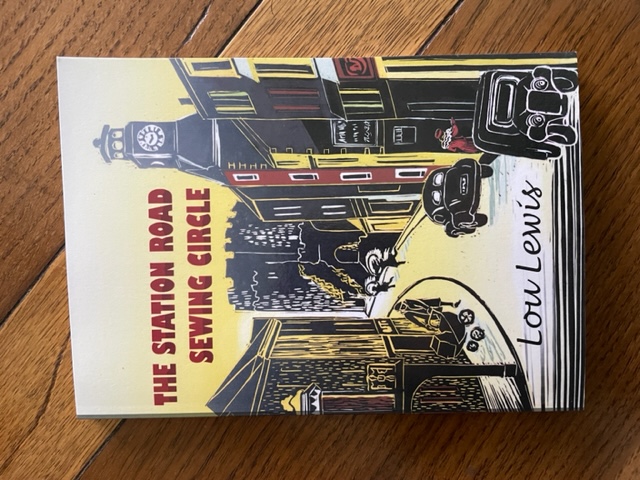 THE STATION ROAD
SEWING CIRCLE
Lou Lewis